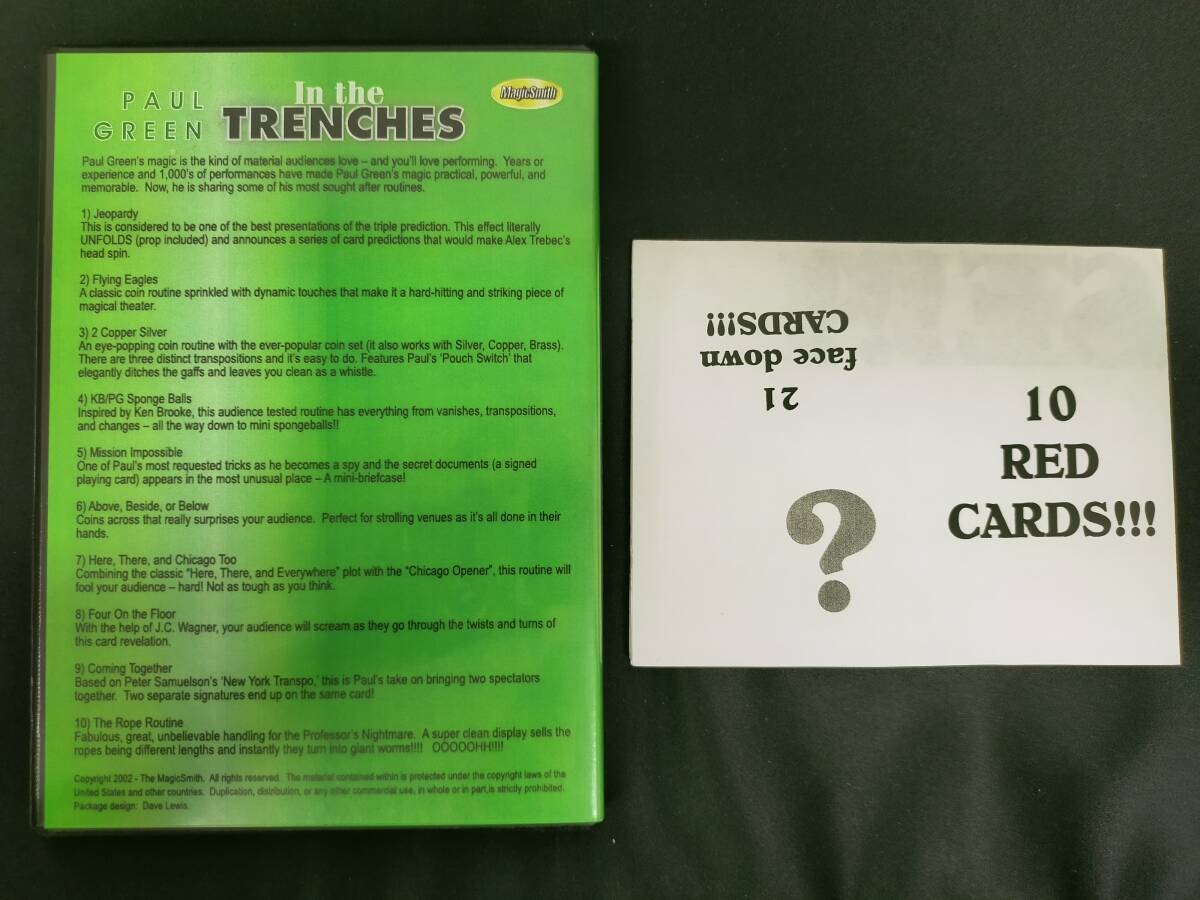 PAUL
GREEN
In the
TRENCHES
MagicSmith
Paul Green's magic is the kind of material audiences love – and you'll love performing. Years or
experience and 1,000's of performances have made Paul Green's magic practical, powerful, and
memorable. Now, he is sharing some of his most sought after routines.
1) Jeopardy
This is considered to be one of the best presentations of the triple prediction. This effect literally
UNFOLDS (prop included) and announces a series of card predictions that would make Alex Trebec's
head spin.
2) Flying Eagles
A classic coin routine sprinkled with dynamic touches that make it a hard-hitting and striking piece of
magical theater.
3) 2 Copper Silver
An eye-popping coin routine with the ever-popular coin set (it also works with Silver, Copper, Brass).
There are three distinct transpositions and it's easy to do. Features Paul's 'Pouch Switch' that
elegantly ditches the gaffs and leaves you clean as a whistle.
4) KB/PG Sponge Balls
Inspired by Ken Brooke, this audience tested routine has everything from vanishes, transpositions,
and changes – all the way down to mini spongeballs!!
5) Mission Impossible
One of Paul's most requested tricks as he becomes a spy and the secret documents (a signed
playing card) appears in the most unusual place – A mini-briefcase!
6) Above, Beside, or Below
Coins across that really surprises your audience. Perfect for strolling venues as it's all done in their
hands.
7) Here, There, and Chicago Too
Combining the classic "Here, There, and Everywhere" plot with the "Chicago Opener", this routine will
fool your audience – hard! Not as tough as you think.
8) Four On the Floor
With the help of J.C. Wagner, your audience will scream as they go through the twists and turns of
this card revelation.
9) Coming Together
Based on Peter Samuelson's 'New York Transpo,' this is Paul's take on bringing two spectators
together. Two separate signatures end up on the same card!
10) The Rope Routine
Fabulous, great, unbelievable handling for the Professor's Nightmare. A super clean display sells the
ropes being different lengths and instantly they turn into giant worms!!!! OOOOOHH!!!!
Copyright 2002 - The MagicSmith. All rights reserved. The material contained within is protected under the copyright laws of the
United States and other countries. Duplication, distribution, or any other commercial use, in whole or in part,is strictly prohibited.
Package design: Dave Lewis.
21
face down
CARDS!!!
?
10
RED
CARDS!!!